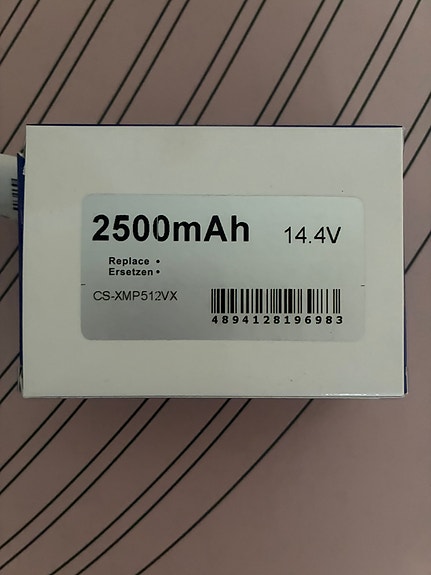 2500mAh 14.4V
Replace •
Ersetzen •
CS-XMP512VX
4894128196983